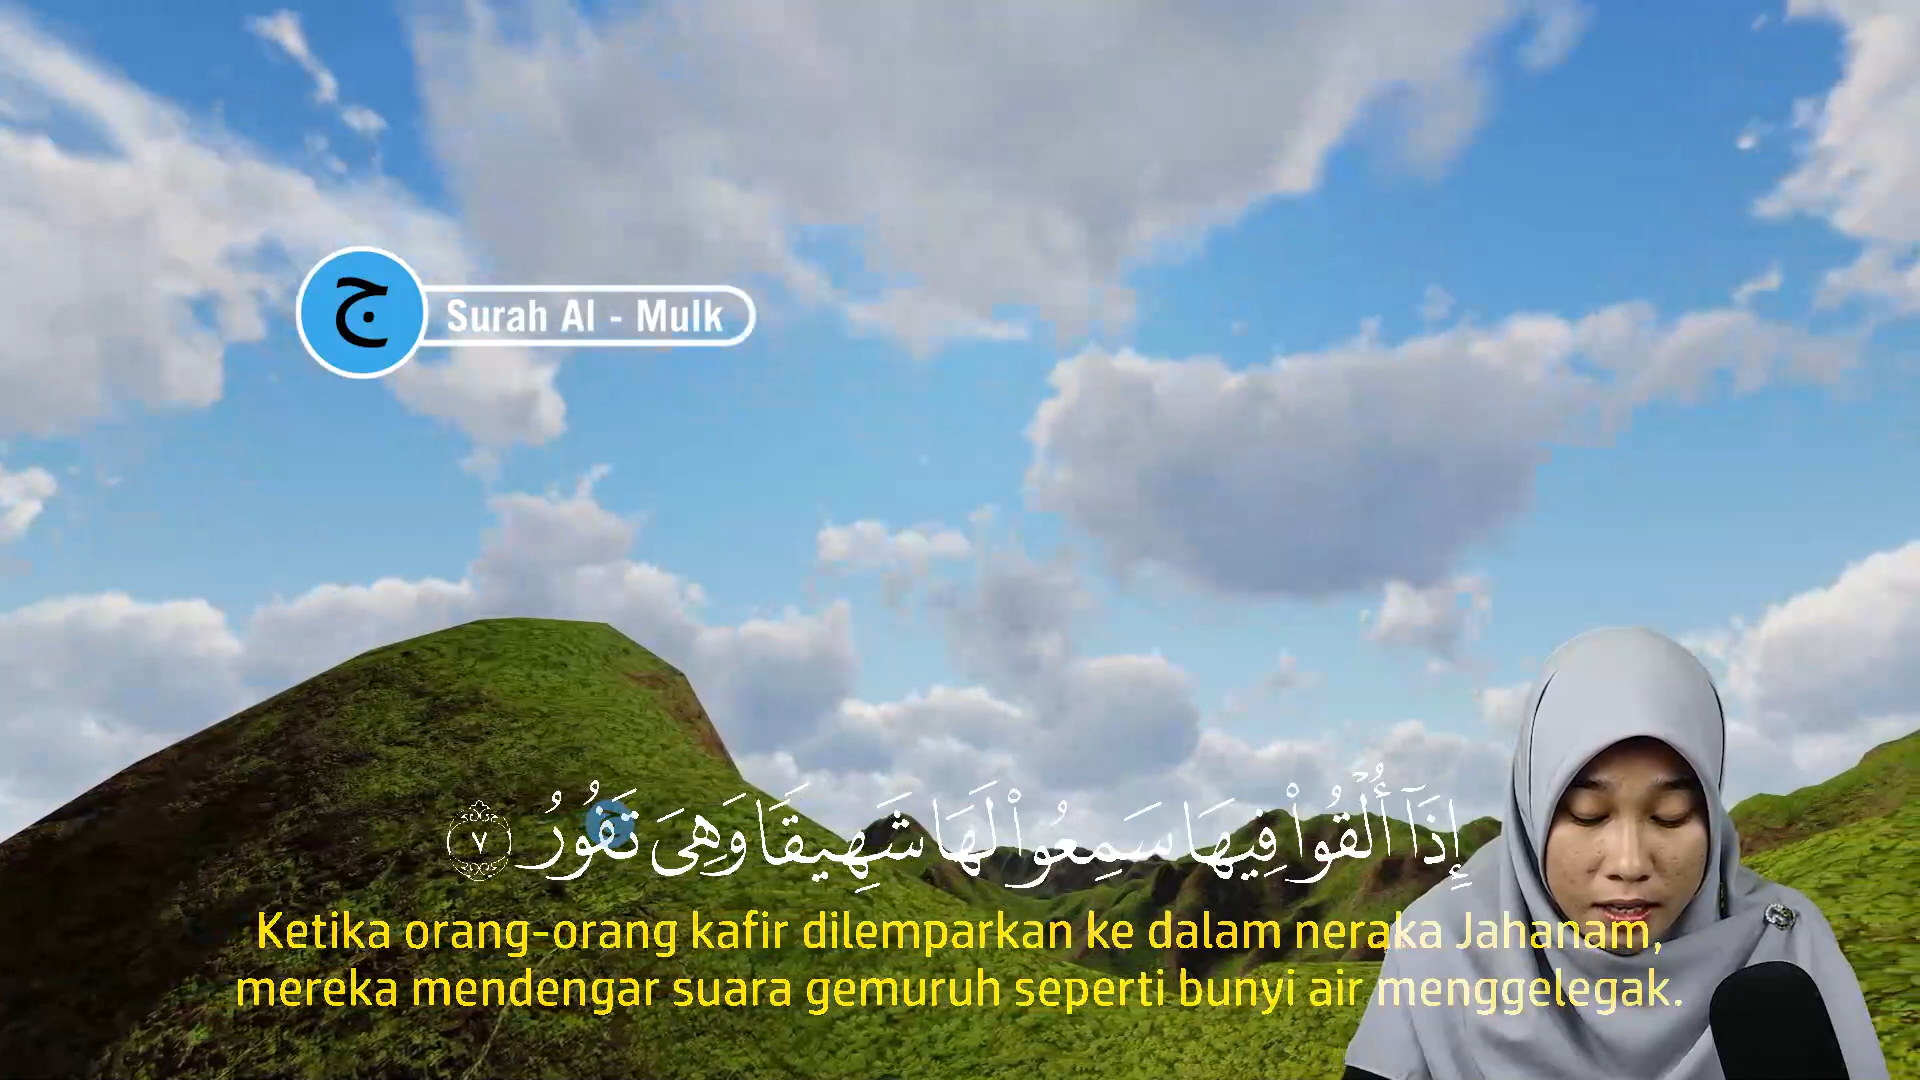 ج
Surah Al - Mulk
إِذَآ أُلْقُوا۟ فِيهَا سَمِعُوا۟ لَهَا شَهِيقًا وَهِىَ تَفُورُ ٧
Ketika orang-orang kafir dilemparkan ke dalam neraka Jahanam,
mereka mendengar suara gemuruh seperti bunyi air menggelegak.